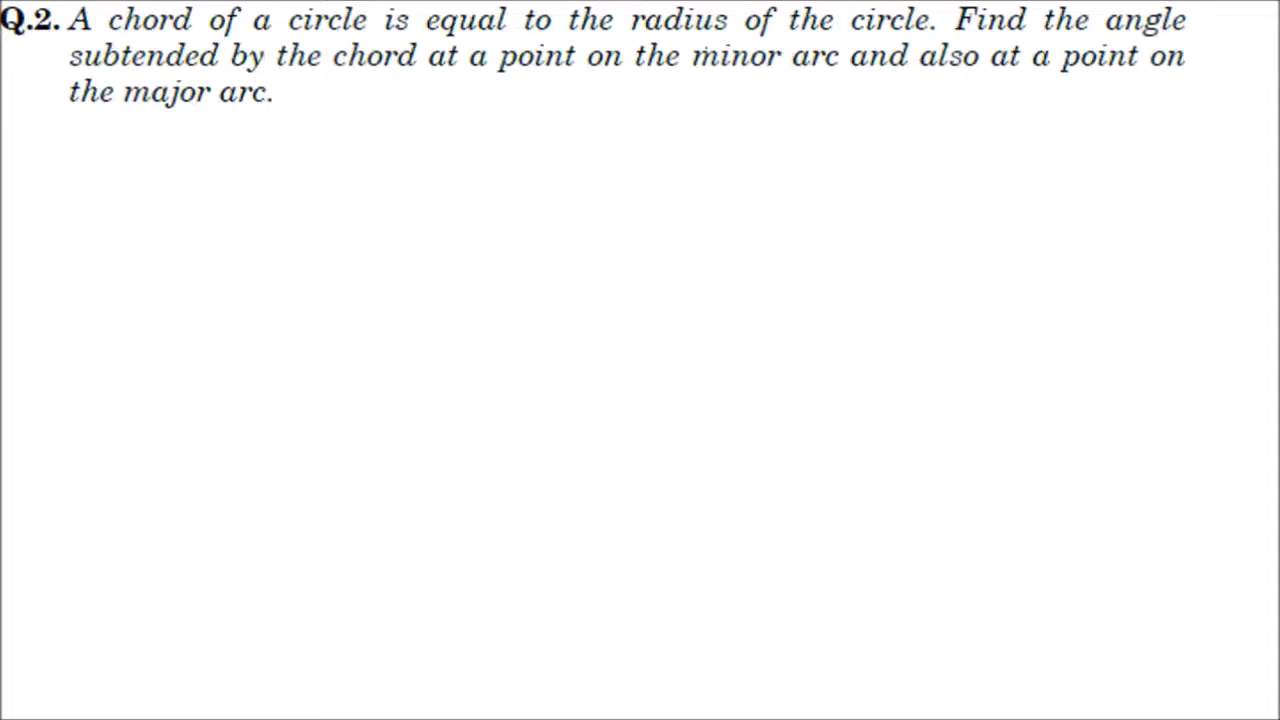 Q.2. A chord of a circle is equal to the radius of the circle. Find the angle
subtended by the chord at a point on the minor arc and also at a point on
the major arc.